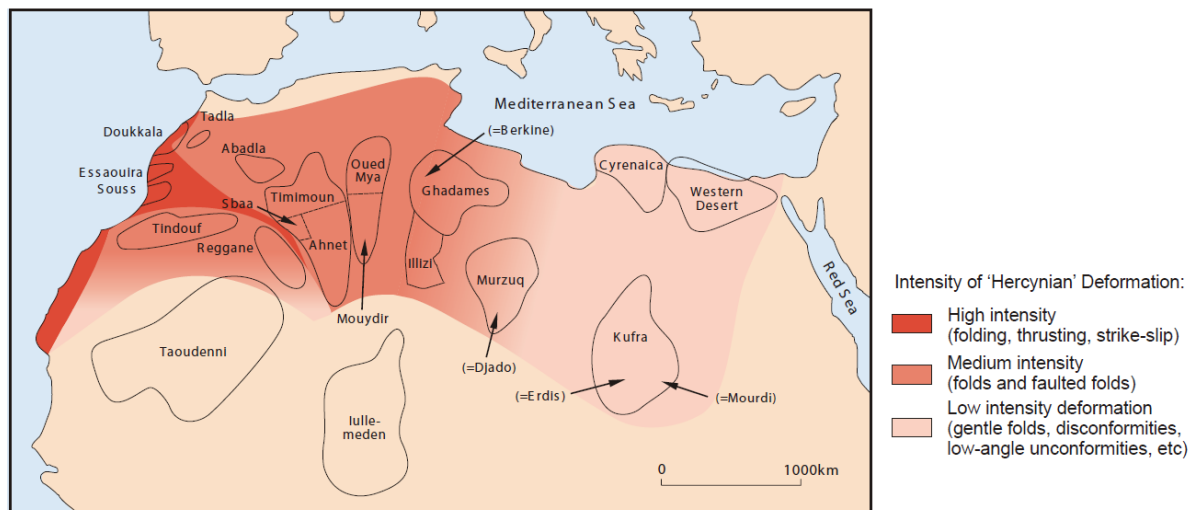 Mediterranean Sea
(=Berkine)
Tadla
Doukkala
Abadla
Essaouira
Souss
Oued
Mya
Cyrenaica
Western
Desert
Ghadames
Timimoun
Sbaa
Tindouf
Reggane
Ahnet
Illizi
Murzuq
Red Sea
Mouydir
Taoudenni
Kufra
(=Djado)
(=Erdis)
(=Mourdi)
Iulle-
meden
0
1000km
Intensity of ‘Hercynian’ Deformation:
High intensity
(folding, thrusting, strike-slip)
Medium intensity
(folds and faulted folds)
Low intensity deformation
(gentle folds, disconformities,
low-angle unconformities, etc)